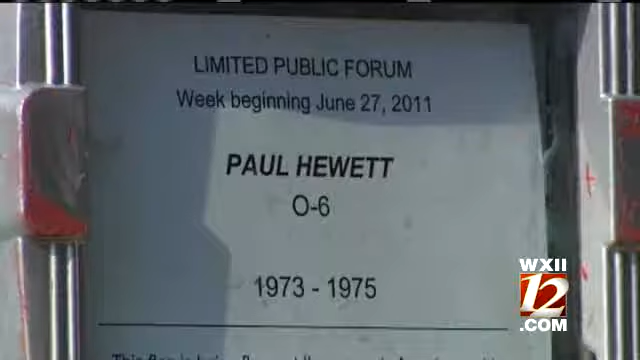 LIMITED PUBLIC FORUM
Week beginning June 27, 2011
PAUL HEWETT
O-6
1973 - 1975
WXII
12
.COM